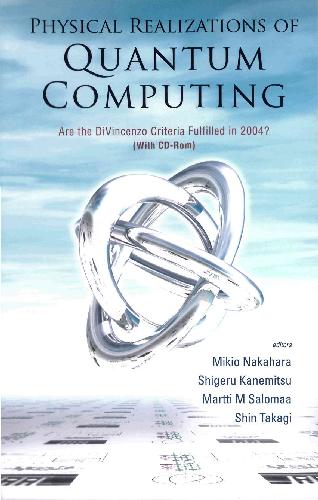 PHYSICAL REALIZATIONS OF
QUANTUM
COMPUTING
Are the DiVincenzo Criteria Fulfilled in 2004?
(With CD-Rom)
editors
Mikio Nakahara
Shigeru Kanemitsu
Martti M Salomaa
Shin Takagi